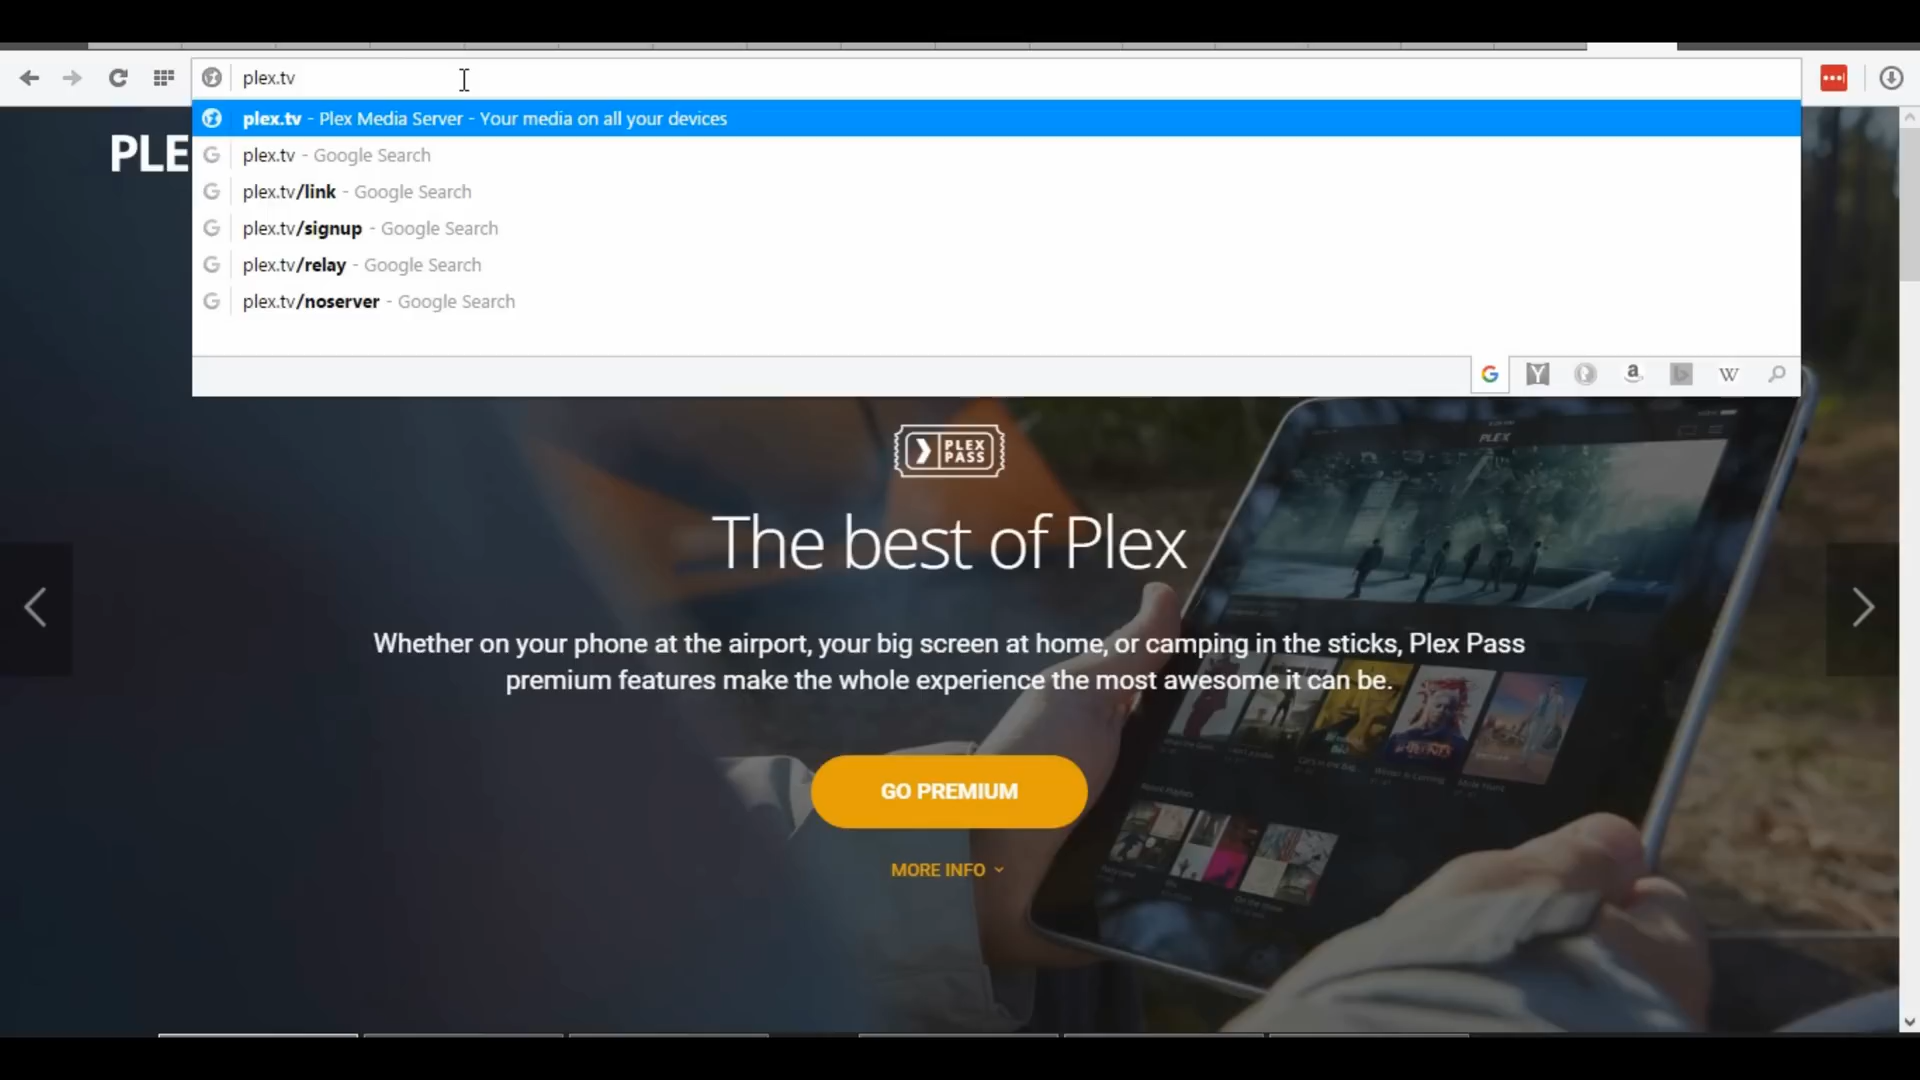 plex.tv
plex.tv - Plex Media Server - Your media on all your devices
plex.tv - Google Search
plex.tv/link - Google Search
plex.tv/signup - Google Search
plex.tv/relay - Google Search
plex.tv/noserver - Google Search
PLE
PLEX
PLEX
PASS
The best of Plex
Whether on your phone at the airport, your big screen at home, or camping in the sticks, Plex Pass
premium features make the whole experience the most awesome it can be.
GO PREMIUM
MORE INFO